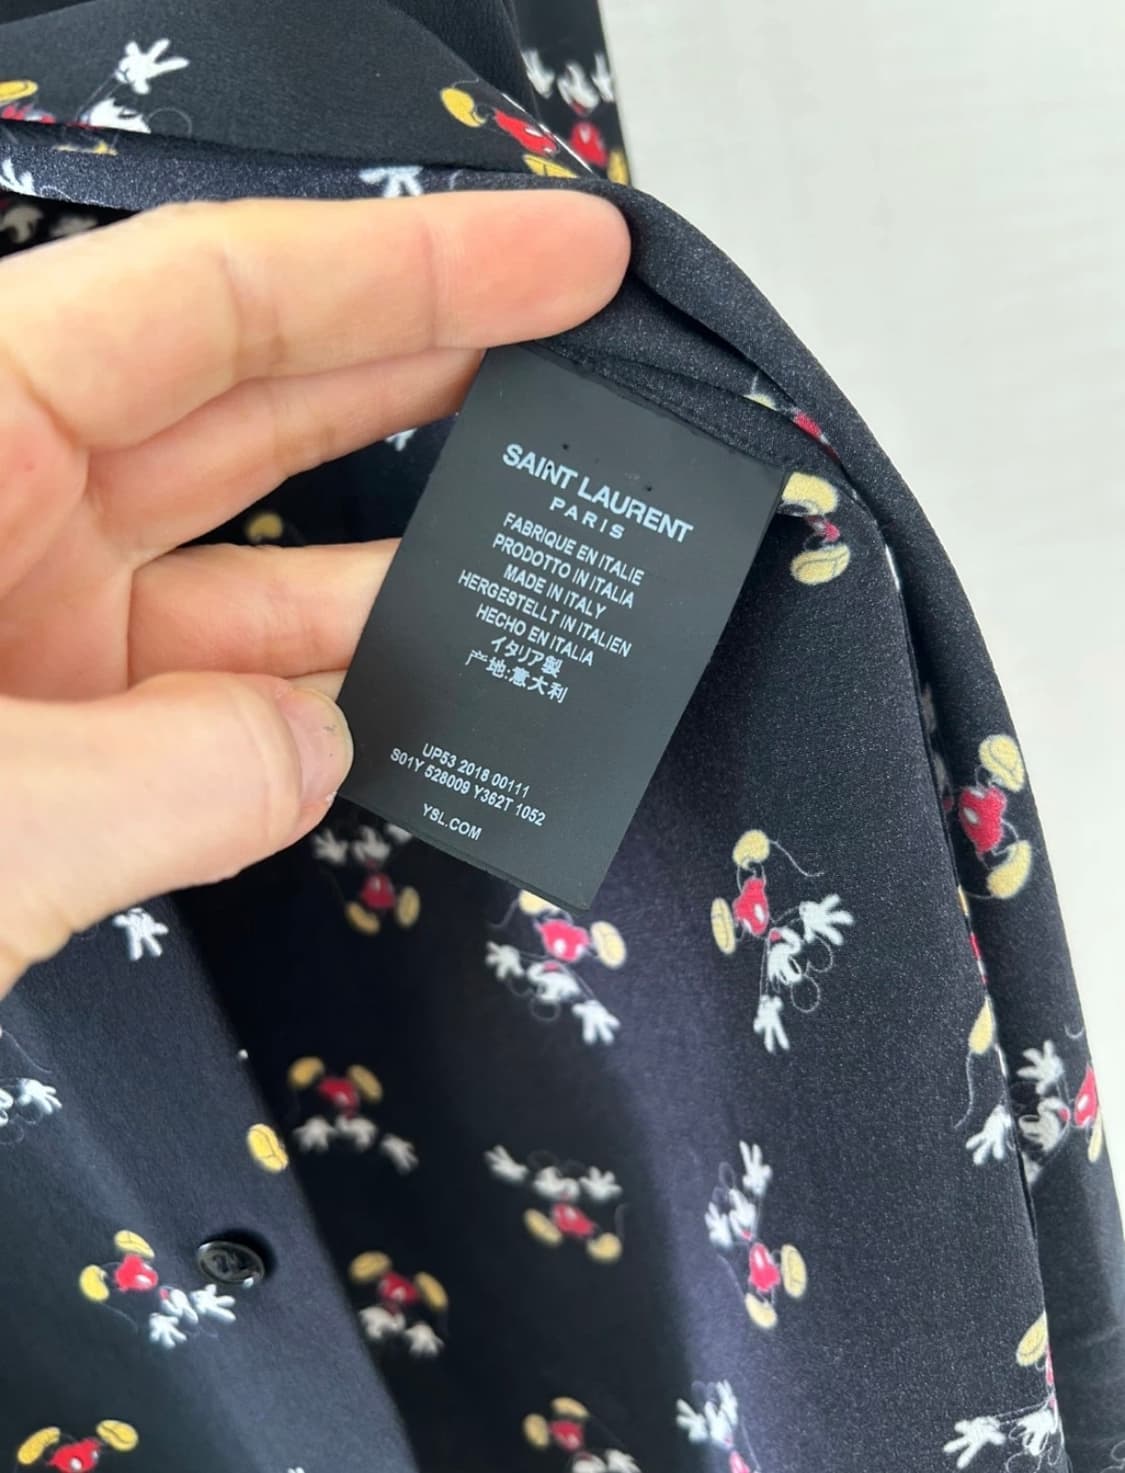 SAINT LAURENT
PARIS
FABRIQUE EN ITALIE
PRODOTTO IN ITALIA
MADE IN ITALY
HERGESTELLT IN ITALIEN
HECHO EN ITALIA
イタリア製
产地:意大利
UP53 2018 00111
S01Y 528009 Y362T 1052
YSL.COM